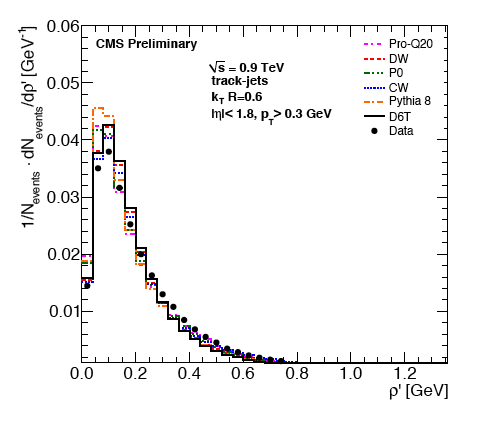 CMS Preliminary
√s = 0.9 TeV
track-jets
k_T R=0.6
|η|< 1.8, p_T> 0.3 GeV
Pro-Q20
DW
P0
CW
Pythia 8
D6T
Data
1/N_events · dN_events/dρ' [GeV⁻¹]
0.06
0.05
0.04
0.03
0.02
0.01
0.0 0.2 0.4 0.6 0.8 1.0 1.2
ρ' [GeV]